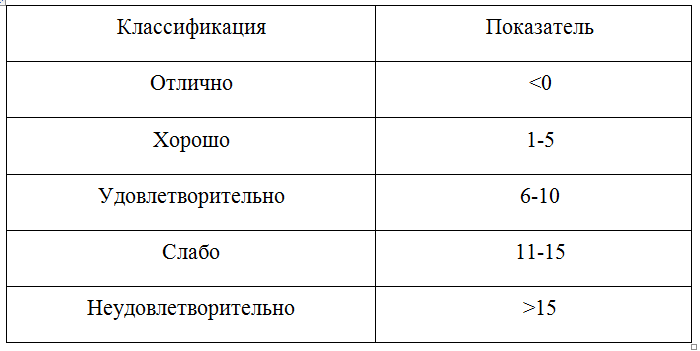 Классификация Показатель
Отлично <0
Хорошо 1-5
Удовлетворительно 6-10
Слабо 11-15
Неудовлетворительно >15